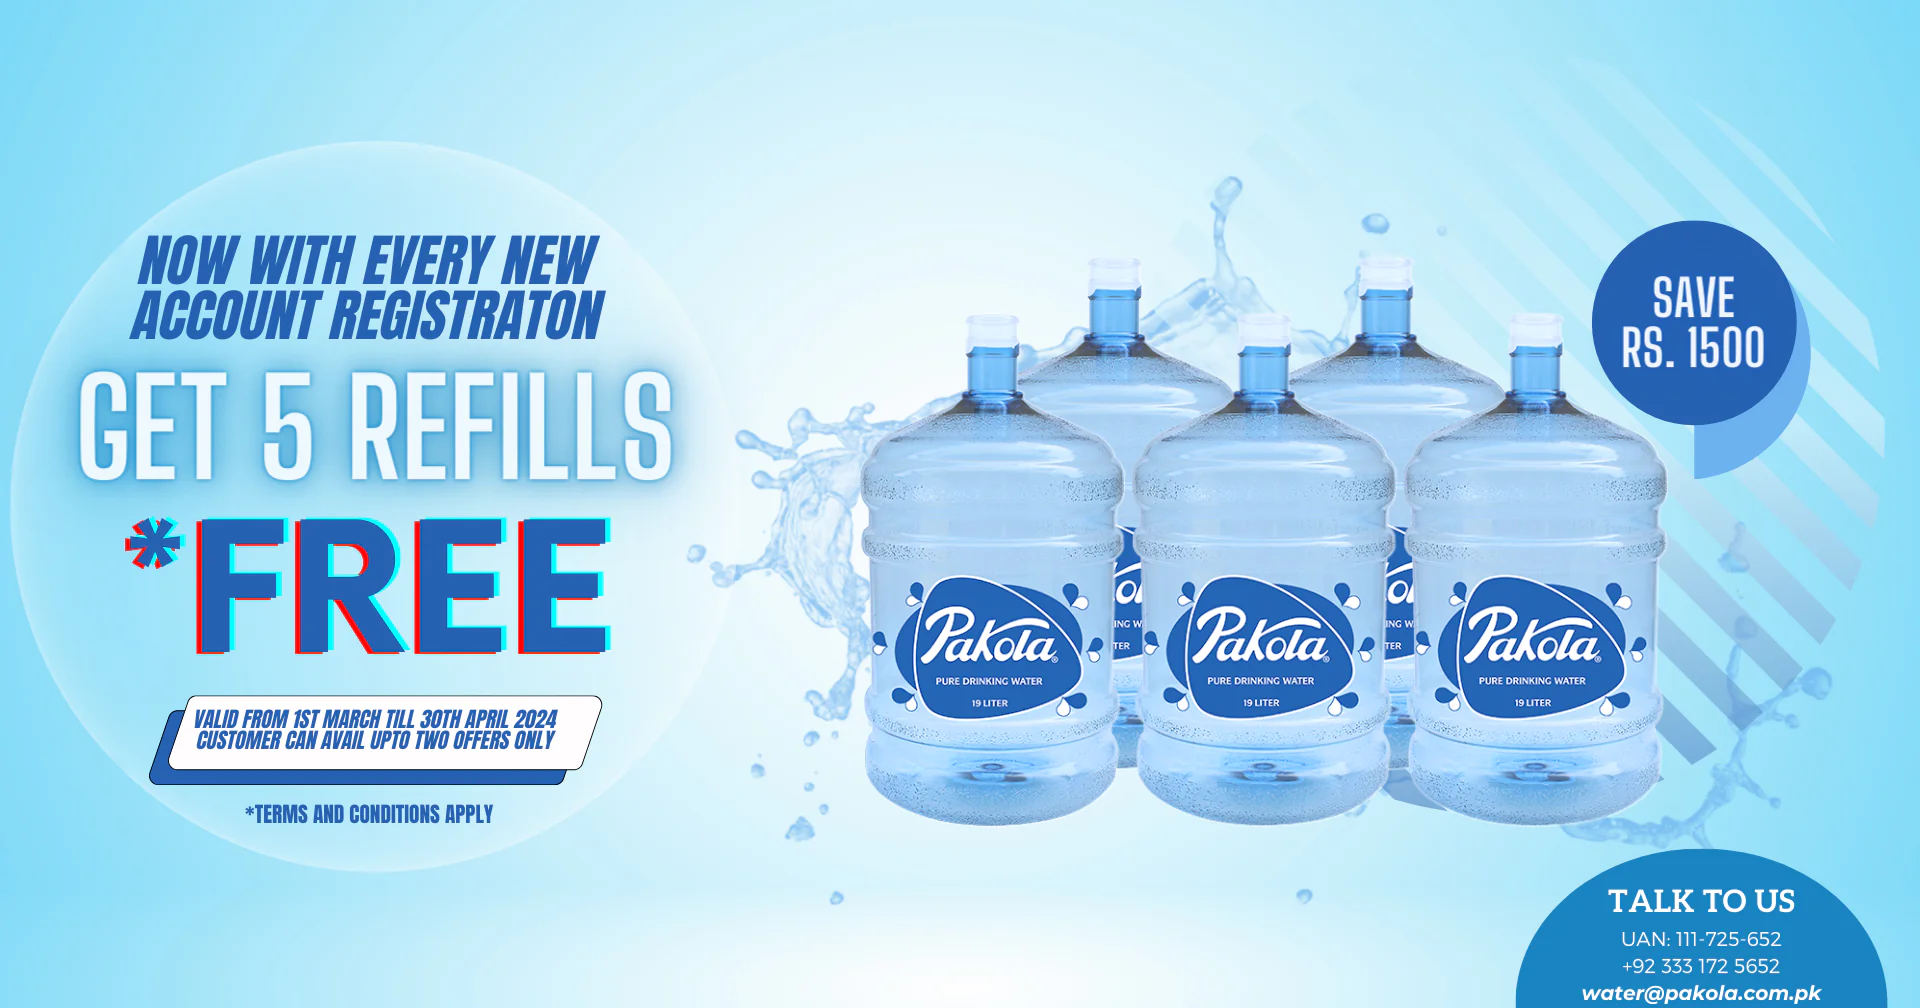 NOW WITH EVERY NEW
ACCOUNT REGISTRATON
GET 5 REFILLS
*FREE
VALID FROM 1ST MARCH TILL 30TH APRIL 2024
CUSTOMER CAN AVAIL UPTO TWO OFFERS ONLY
*TERMS AND CONDITIONS APPLY
SAVE
RS. 1500
Pakola®
PURE DRINKING WATER
19 LITER
Pakola®
PURE DRINKING WATER
19 LITER
Pakola®
PURE DRINKING WATER
19 LITER
TALK TO US
UAN: 111-725-652
+92 333 172 5652
water@pakola.com.pk